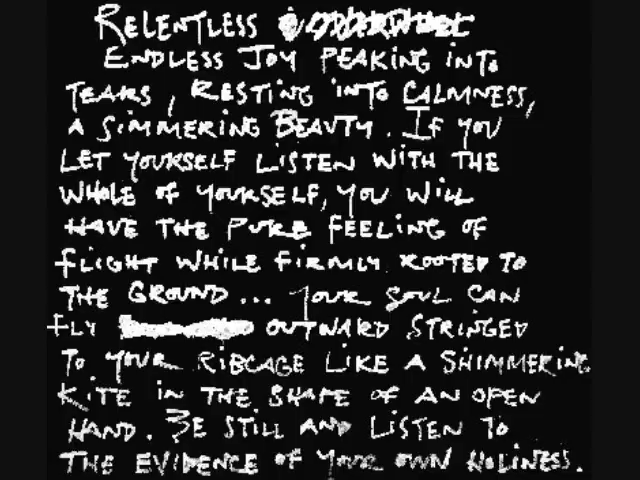 RELENTLESS
ENDLESS JOY PEAKING INTO
TEARS, RESTING INTO CALMNESS,
A SIMMERING BEAUTY. IF YOU
LET YOURSELF LISTEN WITH THE
WHOLE OF YOURSELF, YOU WILL
HAVE THE PURE FEELING OF
FLIGHT WHILE FIRMLY ROOTED TO
THE GROUND... YOUR SOUL CAN
FLY OUTWARD STRINGED
TO YOUR RIBCAGE LIKE A SHIMMERING
KITE IN THE SHAPE OF AN OPEN
HAND. BE STILL AND LISTEN TO
THE EVIDENCE OF YOUR OWN HOLINESS.